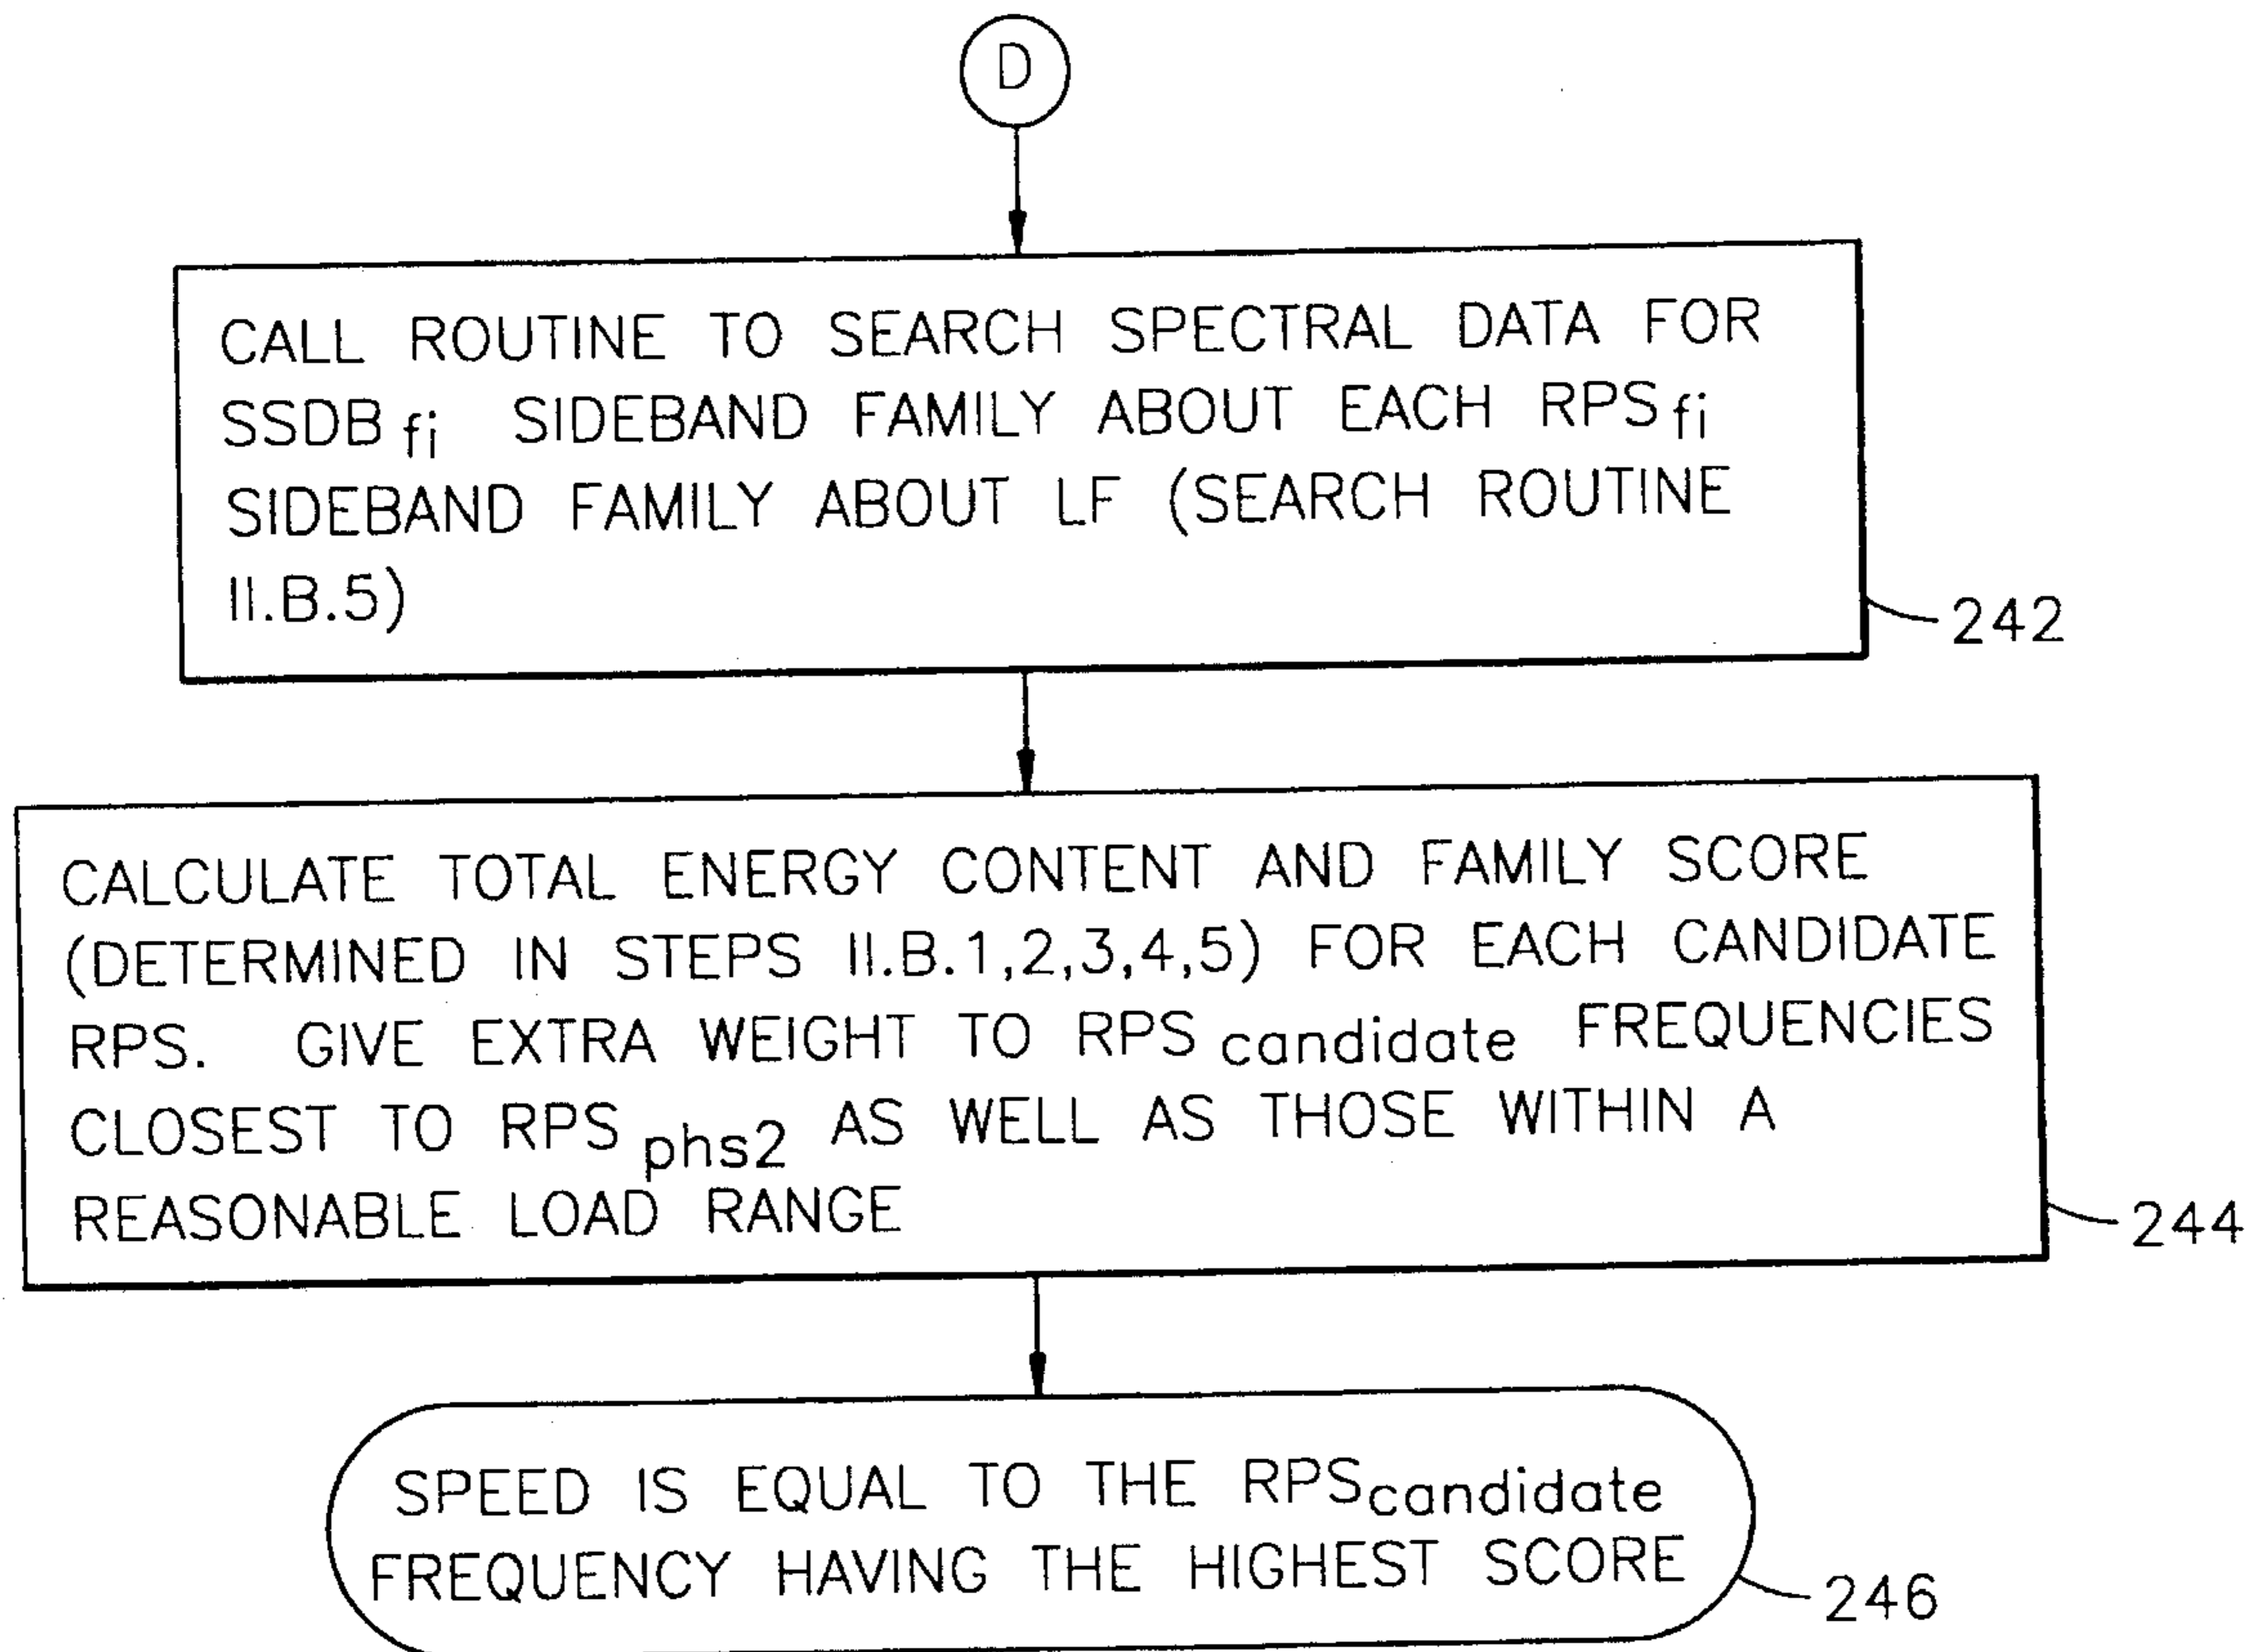 D
CALL ROUTINE TO SEARCH SPECTRAL DATA FOR
SSDB fi SIDEBAND FAMILY ABOUT EACH RPS fi
SIDEBAND FAMILY ABOUT LF (SEARCH ROUTINE
II.B.5)
242
CALCULATE TOTAL ENERGY CONTENT AND FAMILY SCORE
(DETERMINED IN STEPS II.B.1,2,3,4,5) FOR EACH CANDIDATE
RPS. GIVE EXTRA WEIGHT TO RPS candidate FREQUENCIES
CLOSEST TO RPS phs2 AS WELL AS THOSE WITHIN A
REASONABLE LOAD RANGE
244
SPEED IS EQUAL TO THE RPScandidate
FREQUENCY HAVING THE HIGHEST SCORE
246